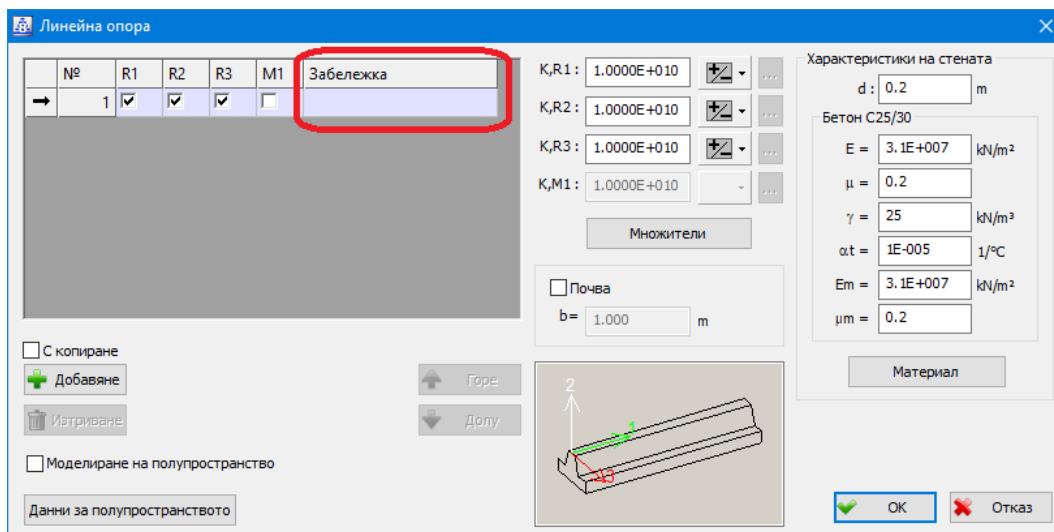 Линейна опора
№ R1 R2 R3 M1 Забележка
1
С копиране
Добавяне
Изтриване
Горе
Долу
Моделиране на полупространство
Данни за полупространството
K,R1: 1.0000E+010 ...
K,R2: 1.0000E+010 ...
K,R3: 1.0000E+010 ...
K,M1: 1.0000E+010 ...
Множители
Почва
b= 1.000 m
2
1
3
Характеристики на стената
d: 0.2 m
Бетон C25/30
E = 3.1E+007 kN/m²
μ = 0.2
γ = 25 kN/m³
αt = 1E-005 1/°C
Em = 3.1E+007 kN/m²
μm = 0.2
Материал
OK
Отказ